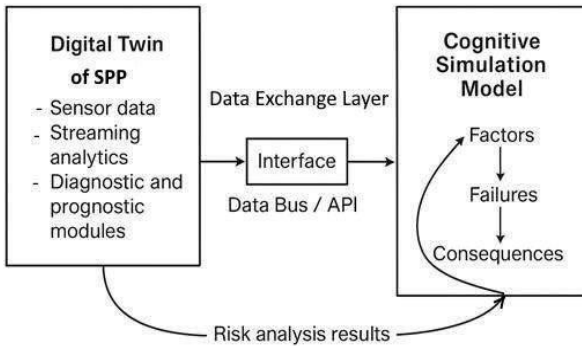 Digital Twin
of SPP
- Sensor data
- Streaming
analytics
- Diagnostic and
prognostic
modules
Data Exchange Layer
Interface
Data Bus / API
Cognitive
Simulation
Model
Factors
Failures
Consequences
Risk analysis results